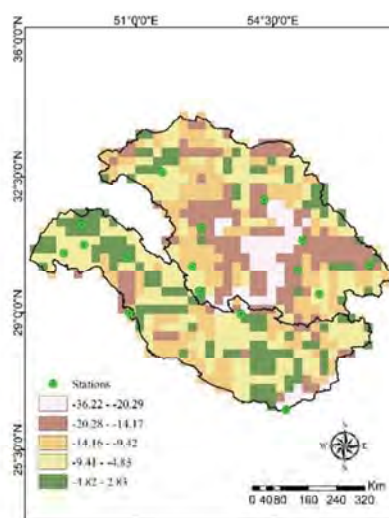 51°0'0"E 54°30'0"E
36°0'0"N
32°30'0"N
29°0'0"N
25°30'0"N
Stations
-36.22 - -20.29
-20.28 - -14.17
-14.16 - -9.42
-9.41 - -4.83
-4.82 - 2.83
N
W E
S
Km
0 40 80 160 240 320